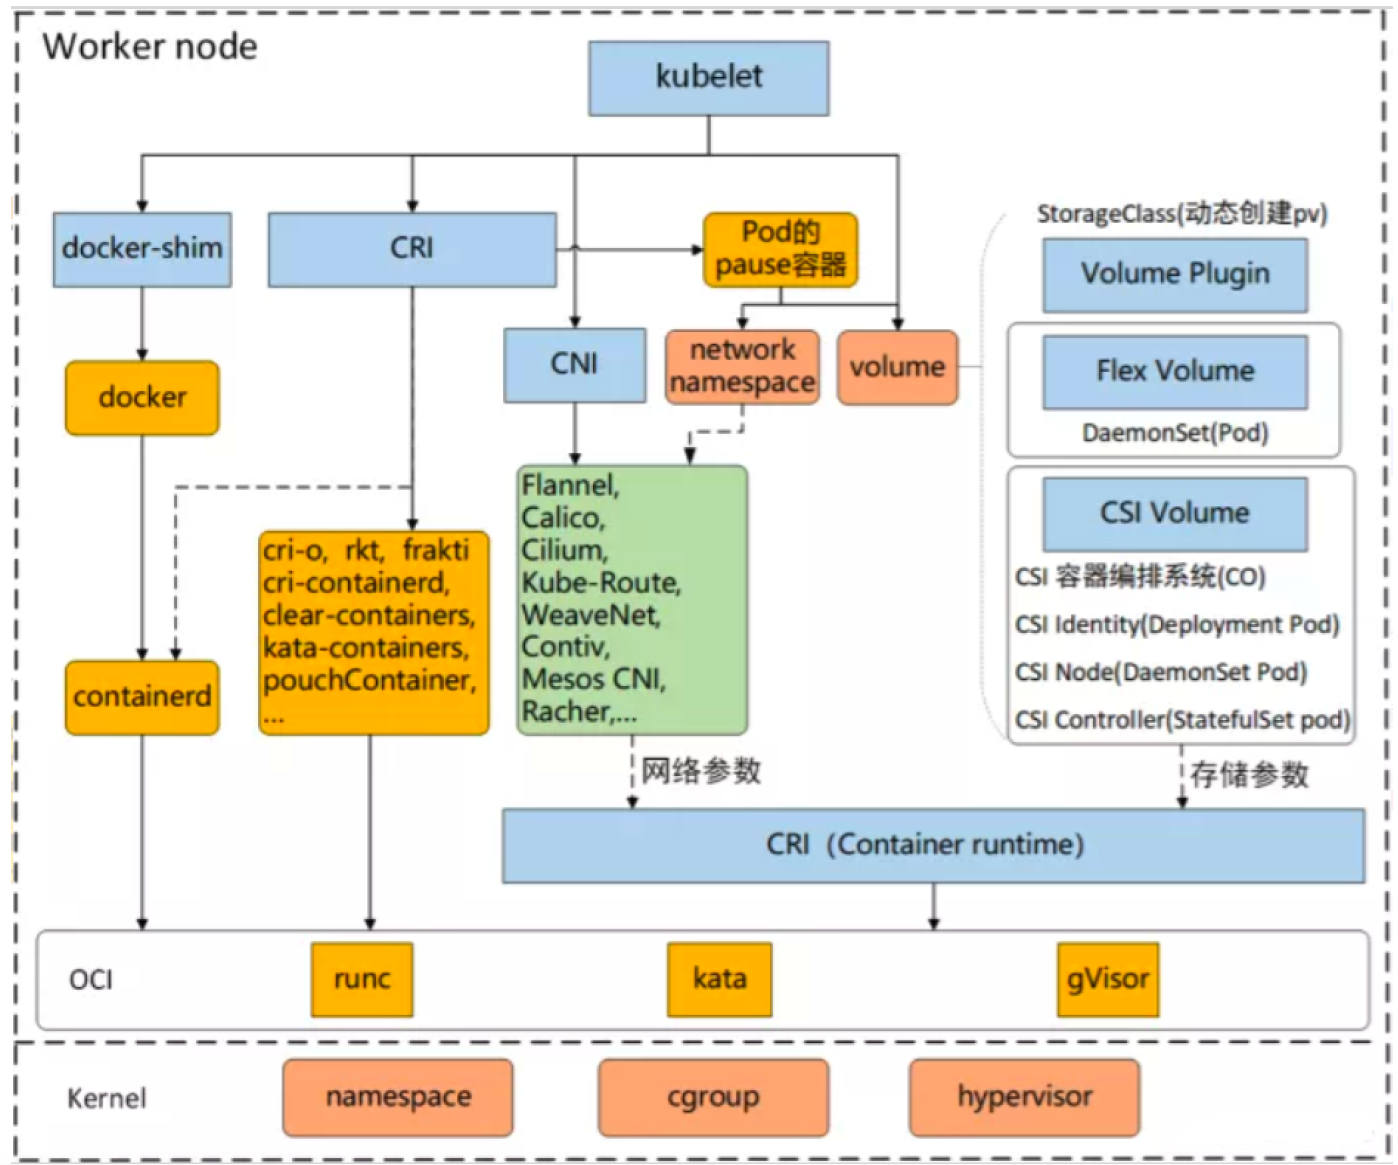 Worker node
kubelet
docker-shim
CRI
Pod的
pause容器
StorageClass(动态创建pv)
Volume Plugin
CNI
network
namespace
volume
Flex Volume
DaemonSet(Pod)
docker
Flannel,
Calico,
Cilium,
Kube-Route,
WeaveNet,
Contiv,
Mesos CNI,
Racher,...
CSI Volume
CSI 容器编排系统(CO)
CSI Identity(Deployment Pod)
CSI Node(DaemonSet Pod)
CSI Controller(StatefulSet pod)
cri-o, rkt, frakti
cri-containerd,
clear-containers,
kata-containers,
pouchContainer,
...
containerd
网络参数
存储参数
CRI（Container runtime）
OCI
runc
kata
gVisor
Kernel
namespace
cgroup
hypervisor